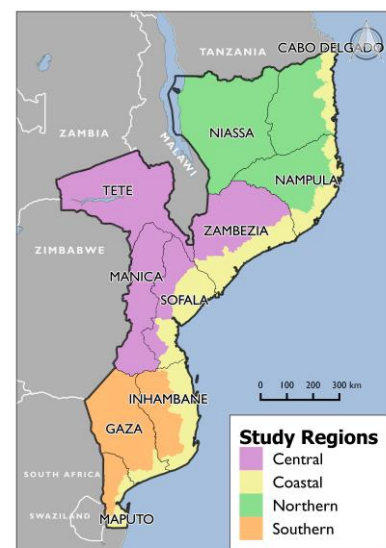 TANZANIA
CABO DELGADO
NIASSA
ZAMBIA
MALAWI
NAMPULA
TETE
ZAMBEZIA
ZIMBABWE
MANICA
SOFALA
INHAMBANE
0 100 200 300 km
GAZA
SOUTH AFRICA
SWAZILAND
MAPUTO
Study Regions
Central
Coastal
Northern
Southern